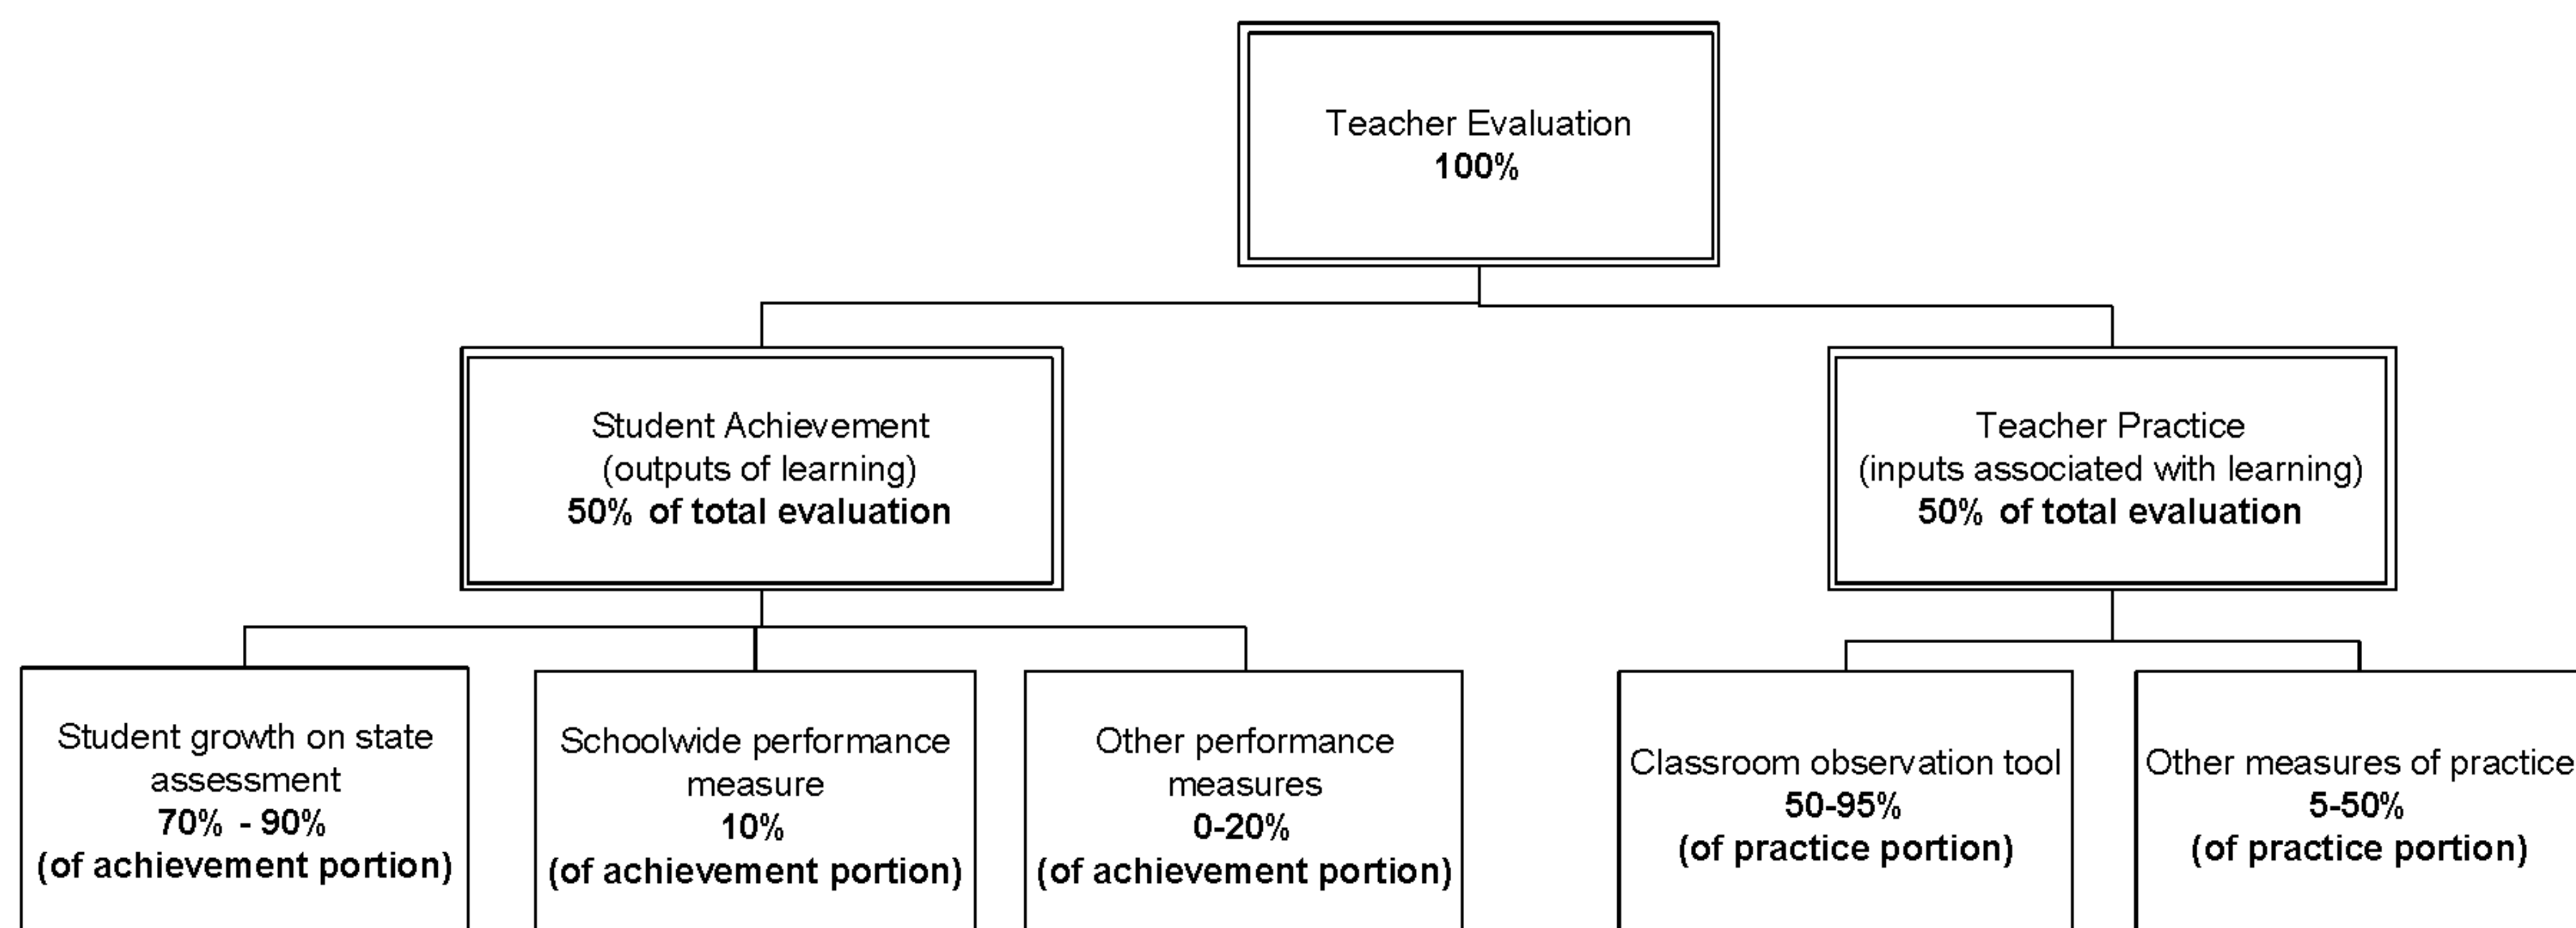 Teacher Evaluation
100%
Student Achievement
(outputs of learning)
50% of total evaluation
Teacher Practice
(inputs associated with learning)
50% of total evaluation
Student growth on state
assessment
70% - 90%
(of achievement portion)
Schoolwide performance
measure
10%
(of achievement portion)
Other performance
measures
0-20%
(of achievement portion)
Classroom observation tool
50-95%
(of practice portion)
Other measures of practice
5-50%
(of practice portion)